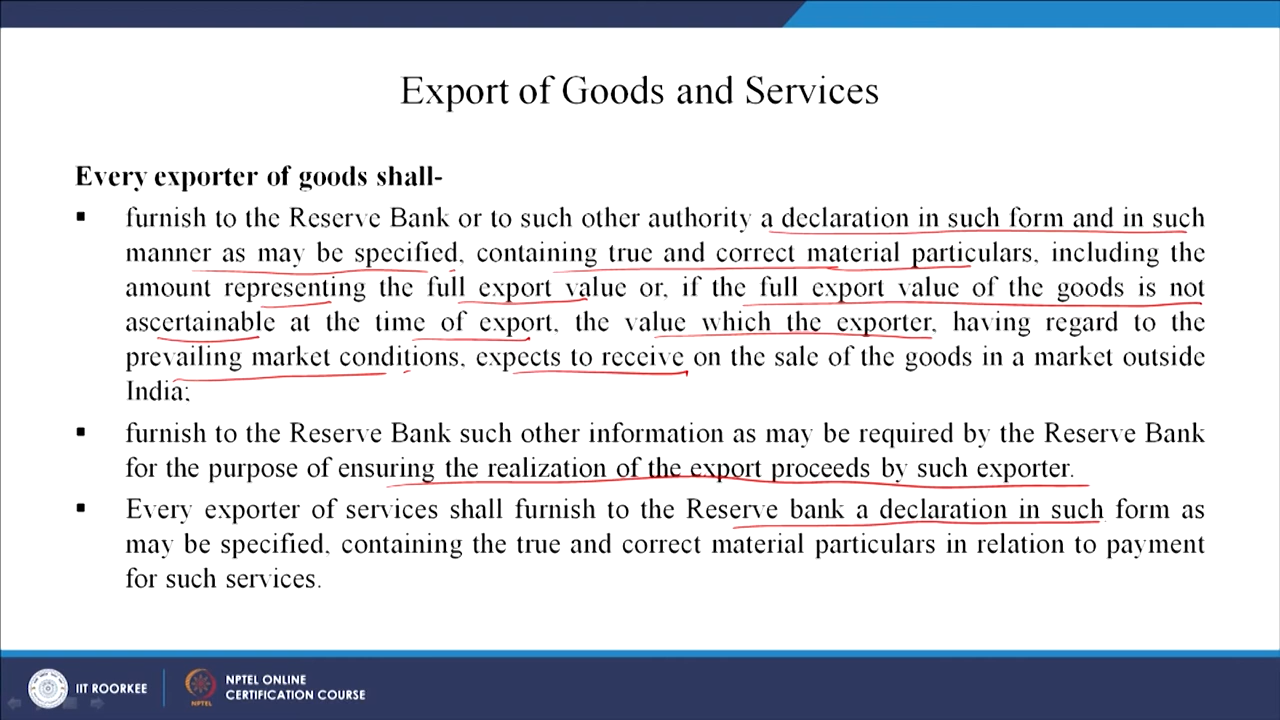 Export of Goods and Services
Every exporter of goods shall-
▪ furnish to the Reserve Bank or to such other authority a declaration in such form and in such
manner as may be specified, containing true and correct material particulars, including the
amount representing the full export value or, if the full export value of the goods is not
ascertainable at the time of export, the value which the exporter, having regard to the
prevailing market conditions, expects to receive on the sale of the goods in a market outside
India;
▪ furnish to the Reserve Bank such other information as may be required by the Reserve Bank
for the purpose of ensuring the realization of the export proceeds by such exporter.
▪ Every exporter of services shall furnish to the Reserve bank a declaration in such form as
may be specified, containing the true and correct material particulars in relation to payment
for such services.
IIT ROORKEE
NPTEL
NPTEL ONLINE
CERTIFICATION COURSE